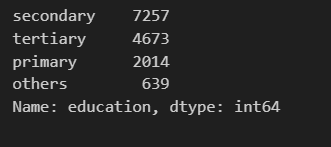 secondary    7257
tertiary     4673
primary      2014
others        639
Name: education, dtype: int64